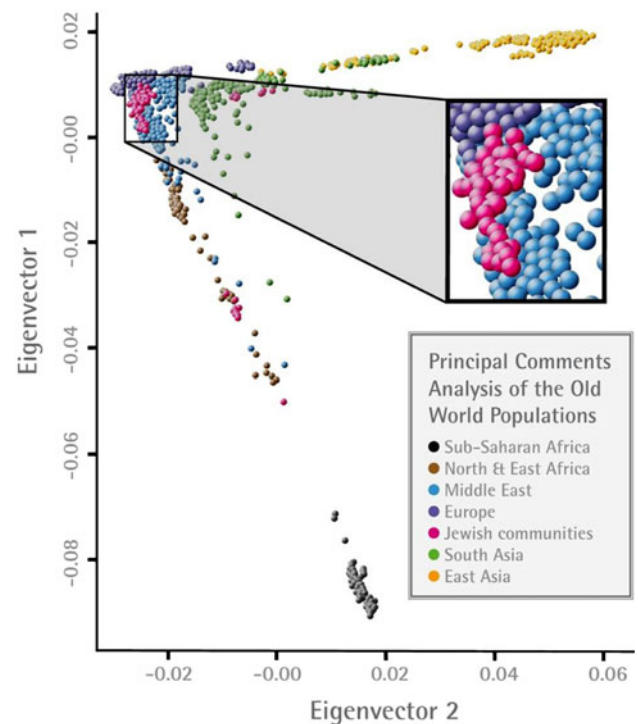 0.02
-0.00
-0.02
-0.04
-0.06
-0.08
Eigenvector 1
Principal Comments
Analysis of the Old
World Populations
Sub-Saharan Africa
North & East Africa
Middle East
Europe
Jewish communities
South Asia
East Asia
-0.02
-0.00
0.02
0.04
0.06
Eigenvector 2